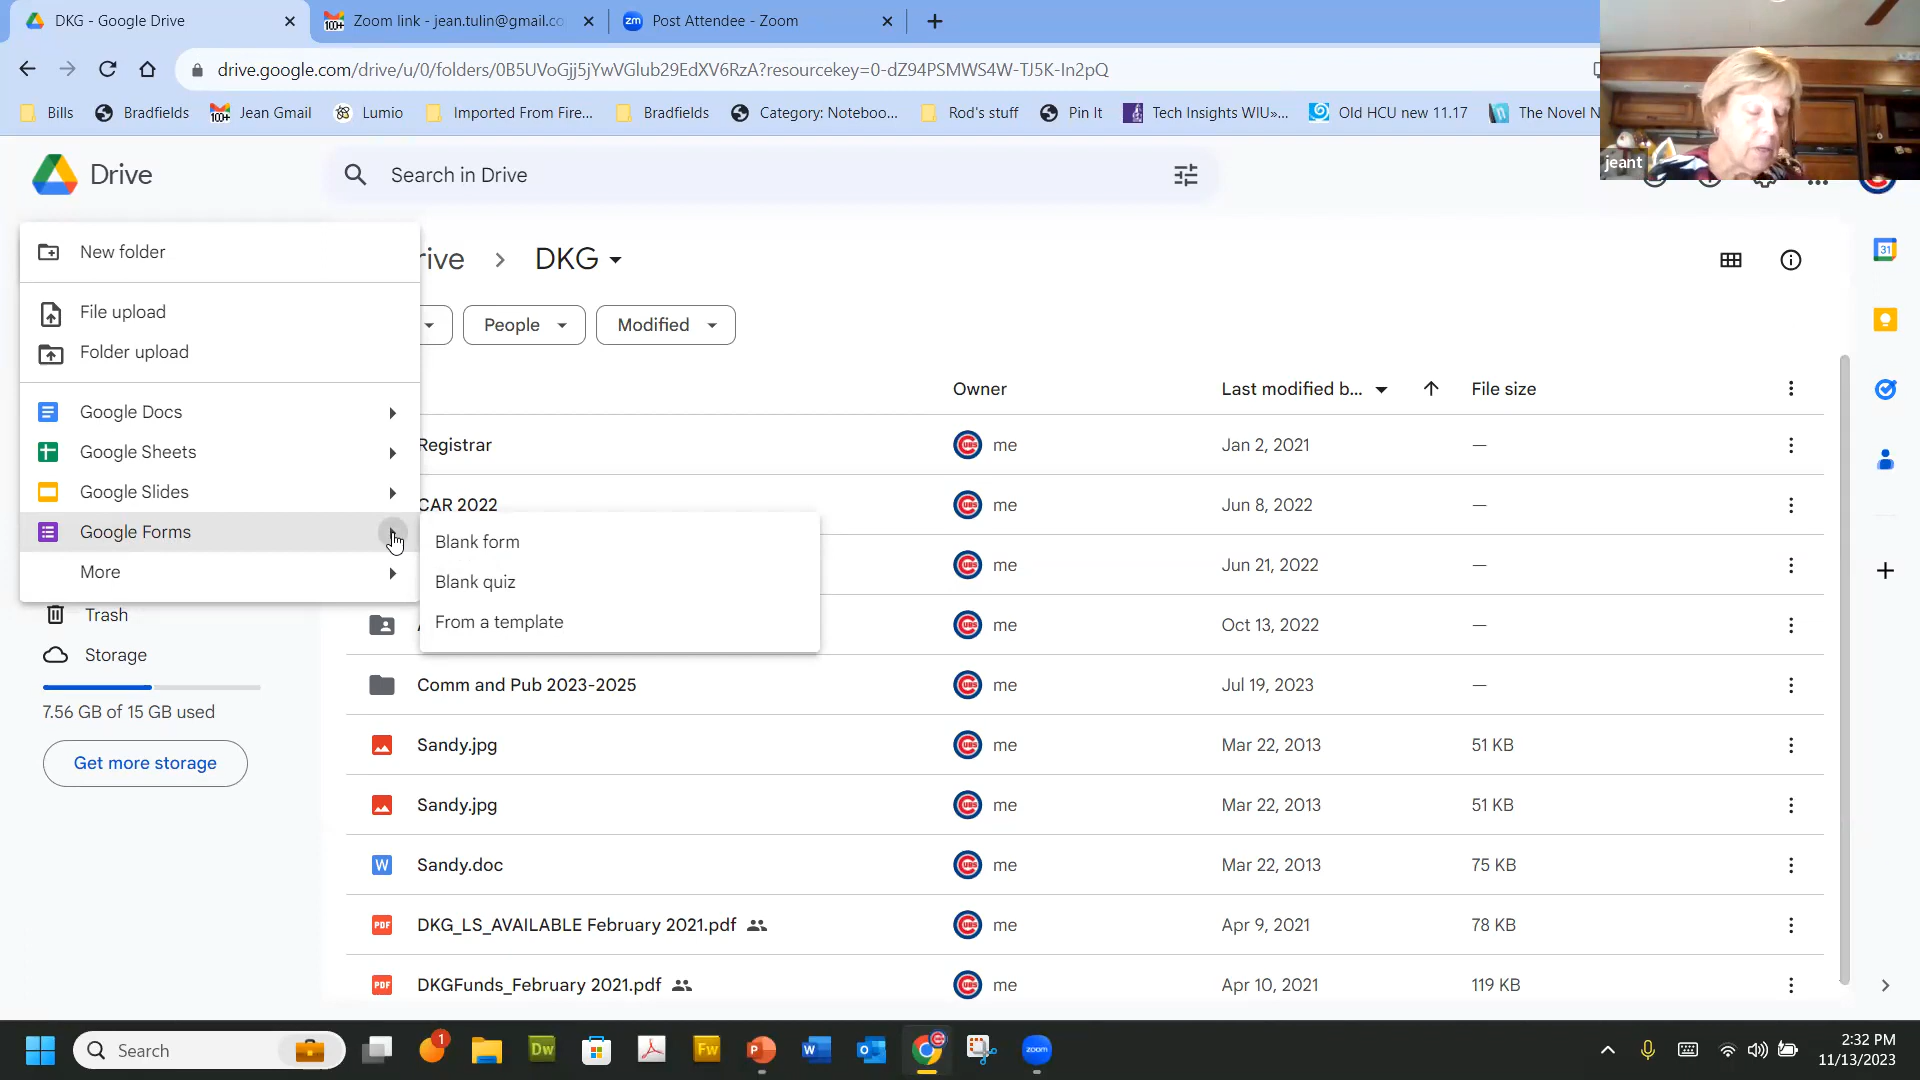 DKG - Google Drive
Zoom link - jean.tulin@gmail.co
Post Attendee - Zoom
drive.google.com/drive/u/0/folders/0B5UVoGjj5jYwVGlub29EdXV6RzA?resourcekey=0-dZ94PSMWS4W-TJ5K-In2pQ
Bills
Bradfields
Jean Gmail
Lumio
Imported From Fire...
Bradfields
Category: Noteboo...
Rod's stuff
Pin It
Tech Insights WIU»...
Old HCU new 11.17
The Novel N
jeant
Drive
Search in Drive
New folder
File upload
Folder upload
Google Docs
Google Sheets
Google Slides
Google Forms
More
Blank form
Blank quiz
From a template
Trash
Storage
7.56 GB of 15 GB used
Get more storage
rive > DKG
People
Modified
Owner
Last modified b...
File size
Registrar me Jan 2, 2021 —
CAR 2022 me Jun 8, 2022 —
me Jun 21, 2022 —
me Oct 13, 2022 —
Comm and Pub 2023-2025 me Jul 19, 2023 —
Sandy.jpg me Mar 22, 2013 51 KB
Sandy.jpg me Mar 22, 2013 51 KB
Sandy.doc me Mar 22, 2013 75 KB
DKG_LS_AVAILABLE February 2021.pdf me Apr 9, 2021 78 KB
DKGFunds_February 2021.pdf me Apr 10, 2021 119 KB
Search
2:32 PM
11/13/2023